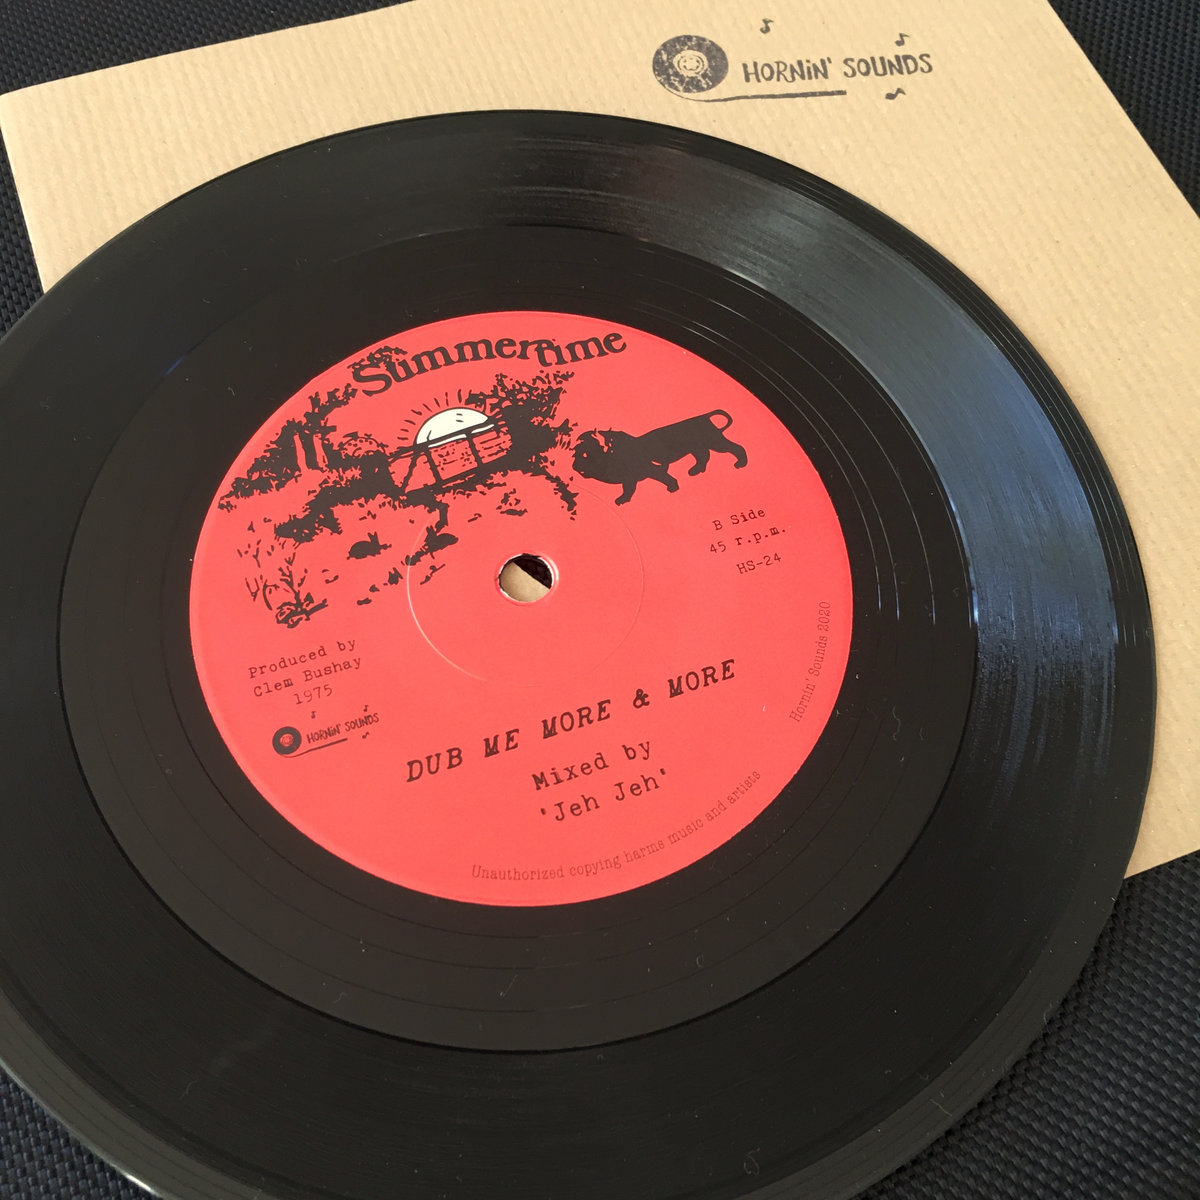 HORNiN' SOUNDS
Summertime
B Side
45 r.p.m.
HS-24
Produced by
Clem Bushay
1975
HORNiN' SOUNDS
DUB ME MORE & MORE
Mixed by
'Jeh Jeh'
Hornin' Sounds 2020
Unauthorized copying harms music and artists